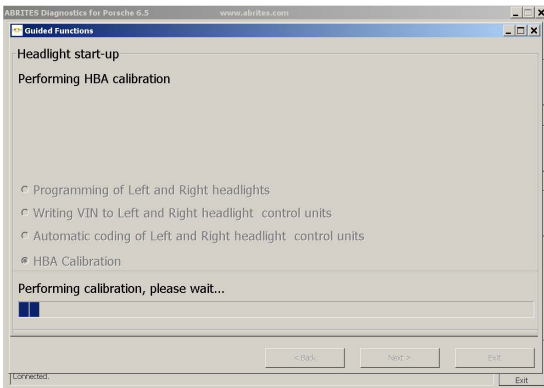 ABRITES Diagnostics for Porsche 6.5 www.abrites.com
Guided Functions
Headlight start-up
Performing HBA calibration
Programming of Left and Right headlights
Writing VIN to Left and Right headlight control units
Automatic coding of Left and Right headlight control units
HBA Calibration
Performing calibration, please wait...
< Back Next > Exit
Connected. Exit